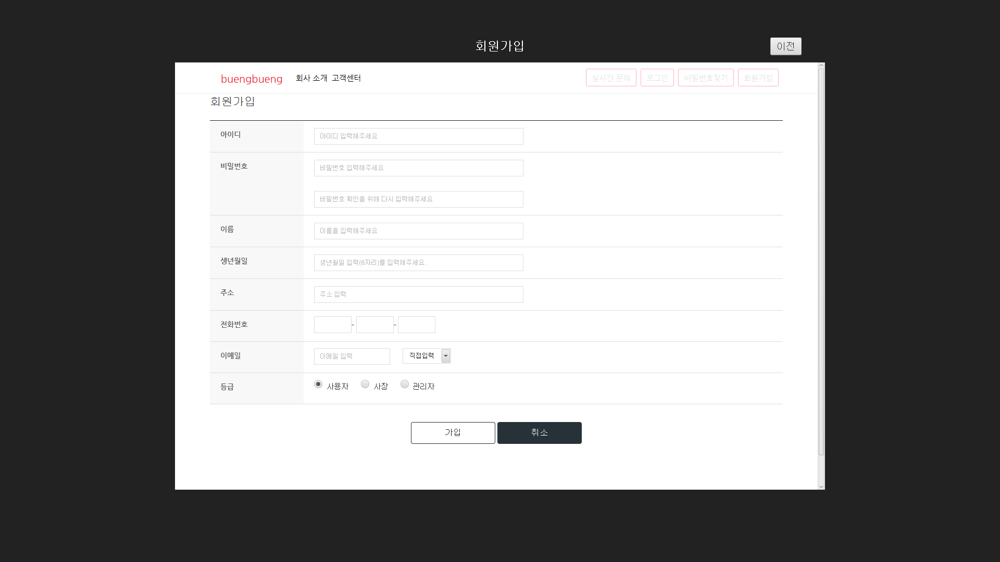 회원가입
이전
buengbueng 회사 소개 고객센터 실시간 문의 로그인 비밀번호찾기 회원가입
회원가입
아이디 아이디 입력해주세요
비밀번호 비밀번호 입력해주세요
비밀번호 확인을 위해 다시 입력해주세요
이름 이름을 입력해주세요
생년월일 생년월일 입력(6자리)를 입력해주세요.
주소 주소 입력
전화번호 - -
이메일 이메일 입력 직접입력
등급 사용자 사장 관리자
가입 취소